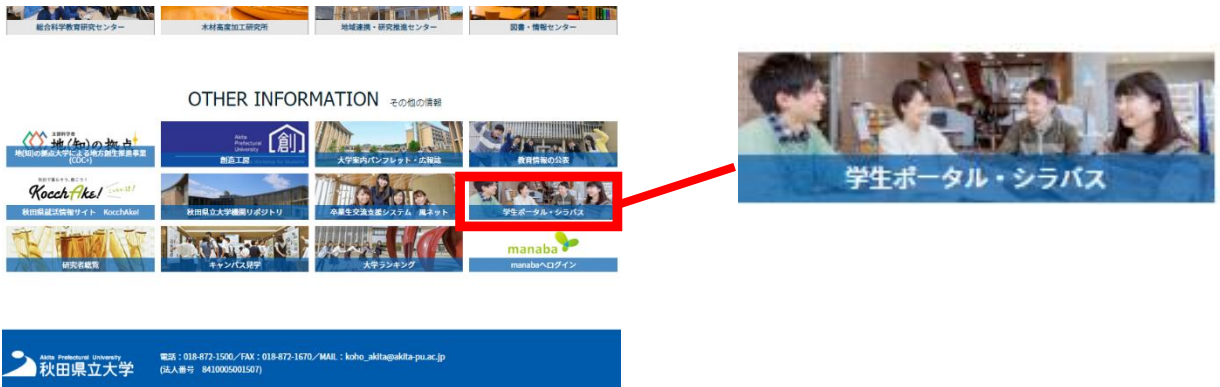 総合科学教育研究センター
木材高度加工研究所
地域連携・研究推進センター
図書・情報センター
OTHER INFORMATION その他の情報
地(知)の拠点
地(知)の拠点大学による地方創生推進事業
(COC+)
Akita
Prefectural
University
創
創造工房
大学案内パンフレット・広報誌
教育情報の公表
KocchAke!
秋田県就活情報サイト KocchAke!
秋田県立大学機関リポジトリ
卒業生交流支援システム 風ネット
学生ポータル・シラバス
研究者総覧
キャンパス見学
大学ランキング
manaba
manabaへログイン
学生ポータル・シラバス
Akita Prefectural University
秋田県立大学
電話：018-872-1500／FAX：018-872-1670／MAIL：koho_akita@akita-pu.ac.jp
(法人番号 8410005001507)